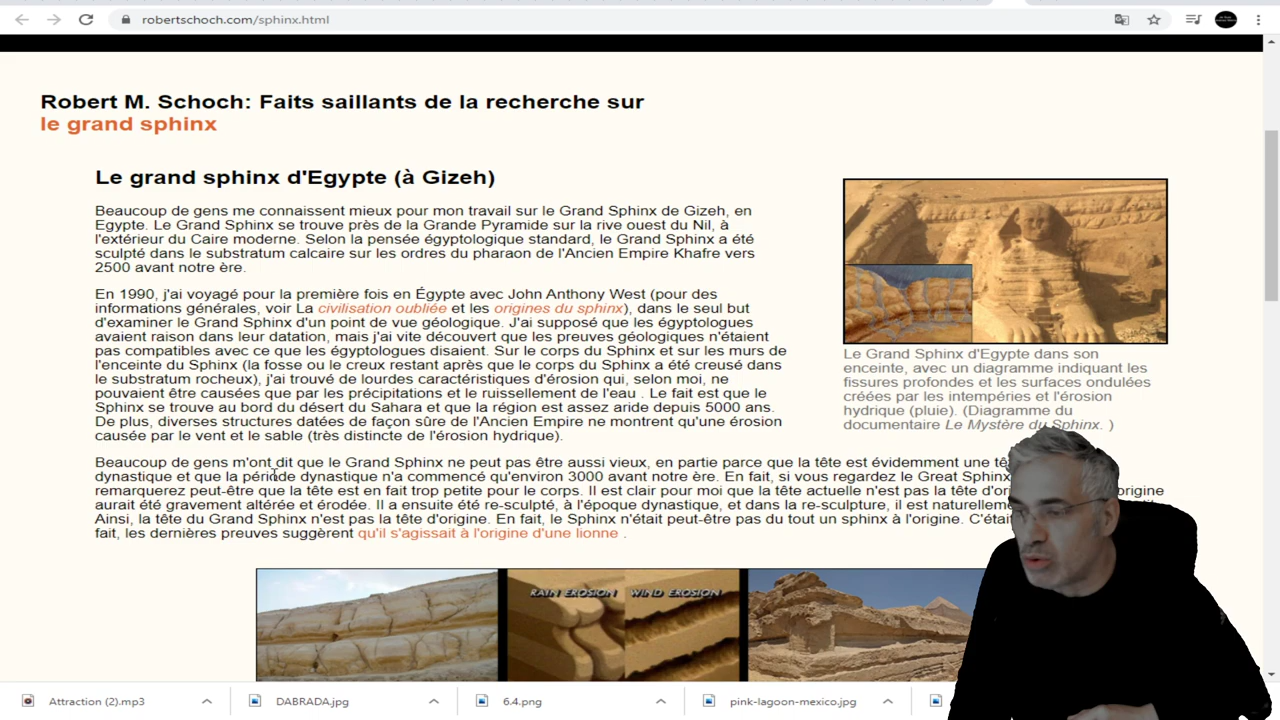 robertschoch.com/sphinx.html
Robert M. Schoch: Faits saillants de la recherche sur
le grand sphinx
Le grand sphinx d'Egypte (à Gizeh)
Beaucoup de gens me connaissent mieux pour mon travail sur le Grand Sphinx de Gizeh, en
Egypte. Le Grand Sphinx se trouve près de la Grande Pyramide sur la rive ouest du Nil, à
l'extérieur du Caire moderne. Selon la pensée égyptologique standard, le Grand Sphinx a été
sculpté dans le substratum calcaire sur les ordres du pharaon de l'Ancien Empire Khafre vers
2500 avant notre ère.
En 1990, j'ai voyagé pour la première fois en Égypte avec John Anthony West (pour des
informations générales, voir La civilisation oubliée et les origines du sphinx), dans le seul but
d'examiner le Grand Sphinx d'un point de vue géologique. J'ai supposé que les égyptologues
avaient raison dans leur datation, mais j'ai vite découvert que les preuves géologiques n'étaient
pas compatibles avec ce que les égyptologues disaient. Sur le corps du Sphinx et sur les murs de
l'enceinte du Sphinx (la fosse ou le creux restant après que le corps du Sphinx a été creusé dans
le substratum rocheux), j'ai trouvé de lourdes caractéristiques d'érosion qui, selon moi, ne
pouvaient être causées que par les précipitations et le ruissellement de l'eau . Le fait est que le
Sphinx se trouve au bord du désert du Sahara et que la région est assez aride depuis 5000 ans.
De plus, diverses structures datées de façon sûre de l'Ancien Empire ne montrent qu'une érosion
causée par le vent et le sable (très distincte de l'érosion hydrique).
Le Grand Sphinx d'Egypte dans son
enceinte, avec un diagramme indiquant les
fissures profondes et les surfaces ondulées
créées par les intempéries et l'érosion
hydrique (pluie). (Diagramme du
documentaire Le Mystère du Sphinx. )
Beaucoup de gens m'ont dit que le Grand Sphinx ne peut pas être aussi vieux, en partie parce que la tête est évidemment une
dynastique et que la période dynastique n'a commencé qu'environ 3000 avant notre ère. En fait, si vous regardez le Great Sphinx
remarquerez peut-être que la tête est en fait trop petite pour le corps. Il est clair pour moi que la tête actuelle n'est pas la tête origine
aurait été gravement altérée et érodée. Il a ensuite été re-sculpté, à l'époque dynastique, et dans la re-sculpture, il est
Ainsi, la tête du Grand Sphinx n'est pas la tête d'origine. En fait, le Sphinx n'était peut-être pas du tout un sphinx à l'origine. C'était
fait, les dernières preuves suggèrent qu'il s'agissait à l'origine d'une lionne .
RAIN EROSION WIND EROSION
Attraction (2).mp3
DABRADA.jpg
6.4.png
pink-lagoon-mexico.jpg